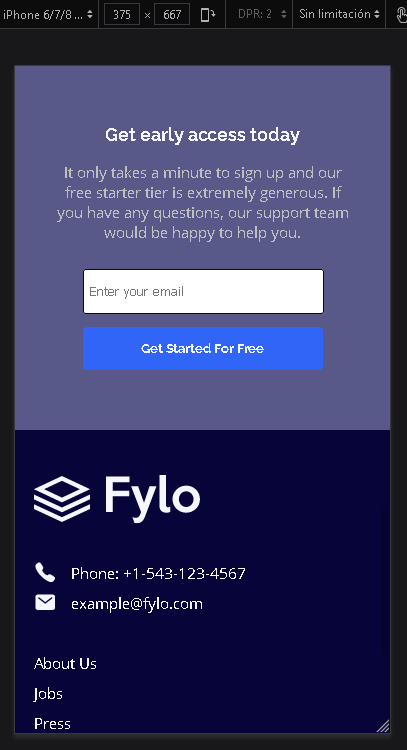 iPhone 6/7/8 ... 375 × 667 DPR: 2 Sin limitación
Get early access today
It only takes a minute to sign up and our
free starter tier is extremely generous. If
you have any questions, our support team
would be happy to help you.
Enter your email
Get Started For Free
Fylo
Phone: +1-543-123-4567
example@fylo.com
About Us
Jobs
Press